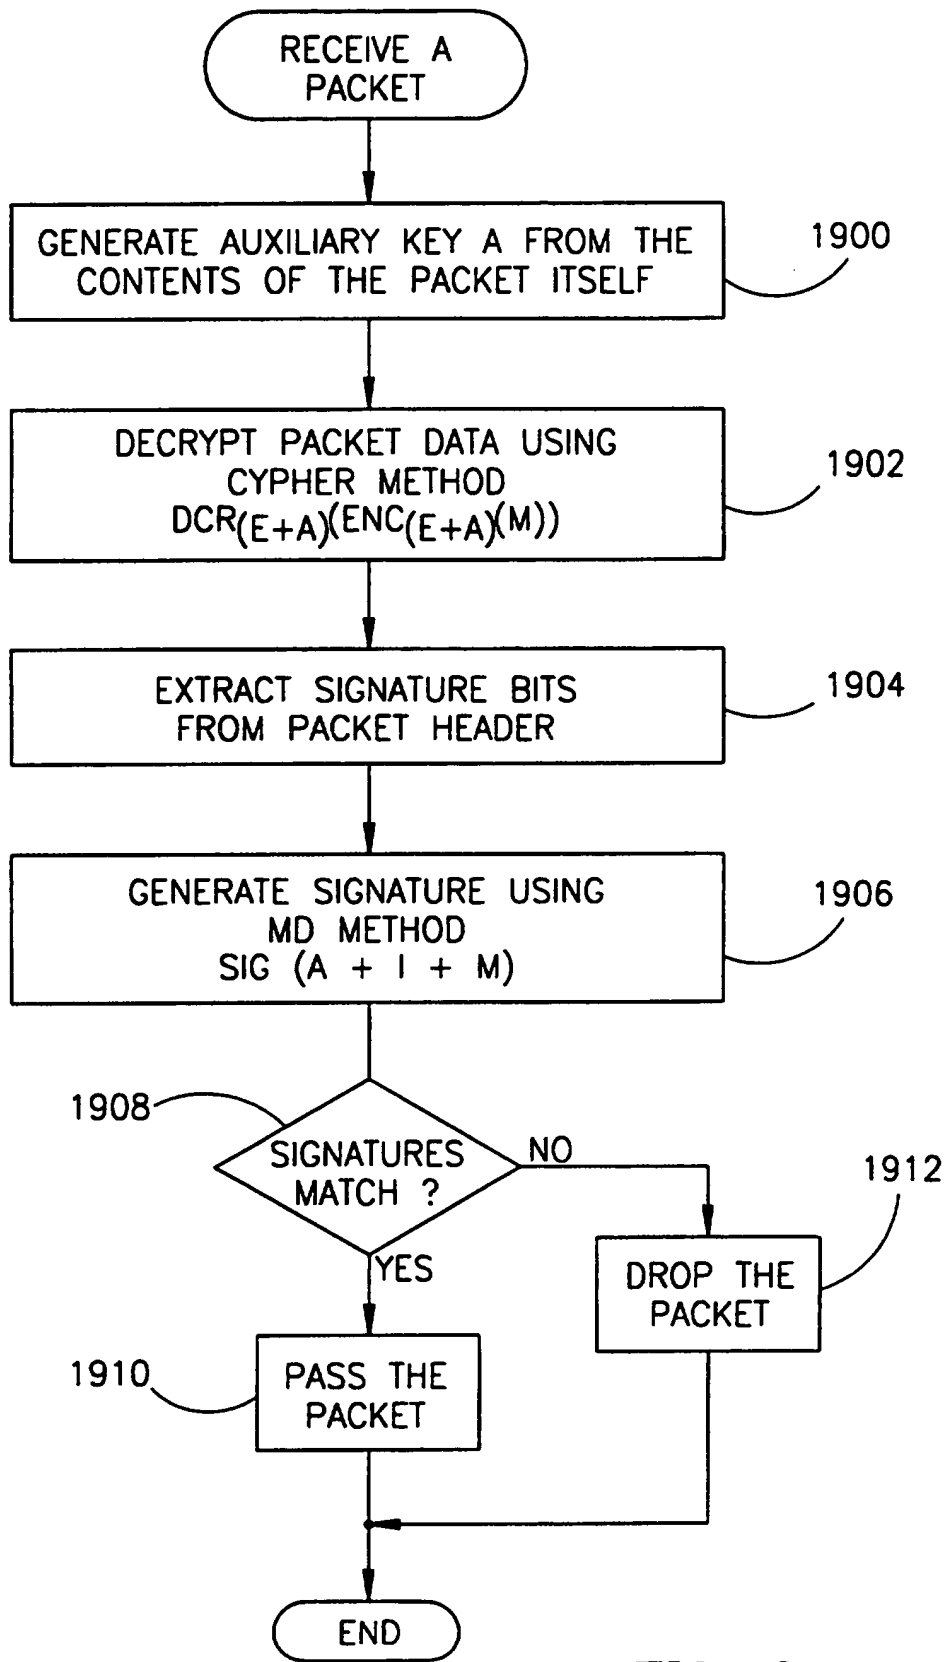 RECEIVE A
PACKET
GENERATE AUXILIARY KEY A FROM THE
CONTENTS OF THE PACKET ITSELF
1900
DECRYPT PACKET DATA USING
CYPHER METHOD
DCR(E+A)(ENC(E+A)(M))
1902
EXTRACT SIGNATURE BITS
FROM PACKET HEADER
1904
GENERATE SIGNATURE USING
MD METHOD
SIG (A + I + M)
1906
1908
SIGNATURES
MATCH ?
NO
YES
1912
DROP THE
PACKET
1910
PASS THE
PACKET
END